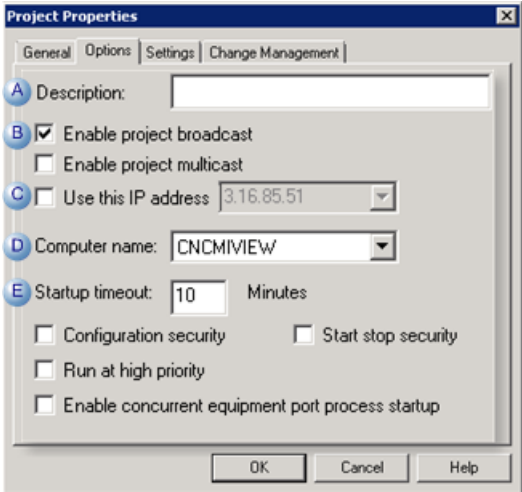 Project Properties
General Options Settings Change Management
A Description:
B Enable project broadcast
Enable project multicast
C Use this IP address 3.16.85.51
D Computer name: CNCMIVIEW
E Startup timeout: 10 Minutes
Configuration security Start stop security
Run at high priority
Enable concurrent equipment port process startup
OK Cancel Help